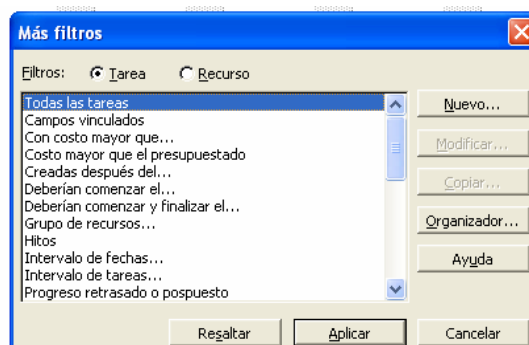 Más filtros
Filtros: Tarea Recurso
Todas las tareas
Campos vinculados
Con costo mayor que...
Costo mayor que el presupuestado
Creadas después del...
Deberían comenzar el...
Deberían comenzar y finalizar el...
Grupo de recursos...
Hitos
Intervalo de fechas...
Intervalo de tareas...
Progreso retrasado o pospuesto
Nuevo...
Modificar...
Copiar...
Organizador...
Ayuda
Resaltar Aplicar Cancelar